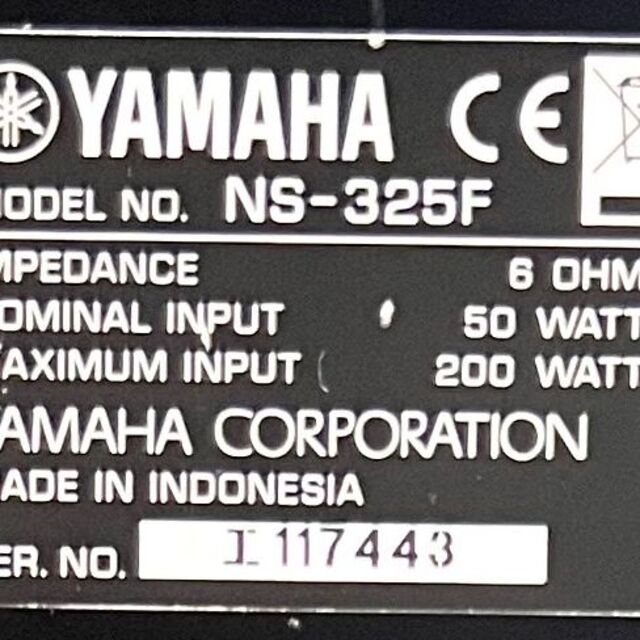 YAMAHA CE
MODEL NO. NS-325F
IMPEDANCE 6 OHM
NOMINAL INPUT 50 WATT
MAXIMUM INPUT 200 WATT
YAMAHA CORPORATION
MADE IN INDONESIA
SER. NO. I 117443